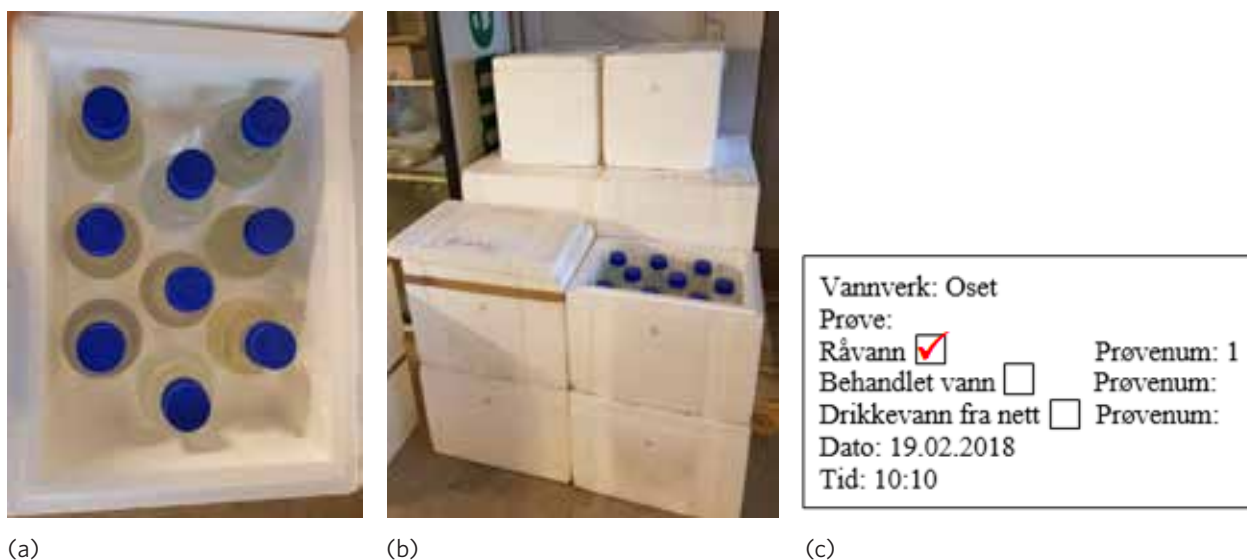 Vannverk: Oset
Prøve:
Råvann Prøvenum: 1
Behandlet vann Prøvenum:
Drikkevann fra nett Prøvenum:
Dato: 19.02.2018
Tid: 10:10
(a) (b) (c)